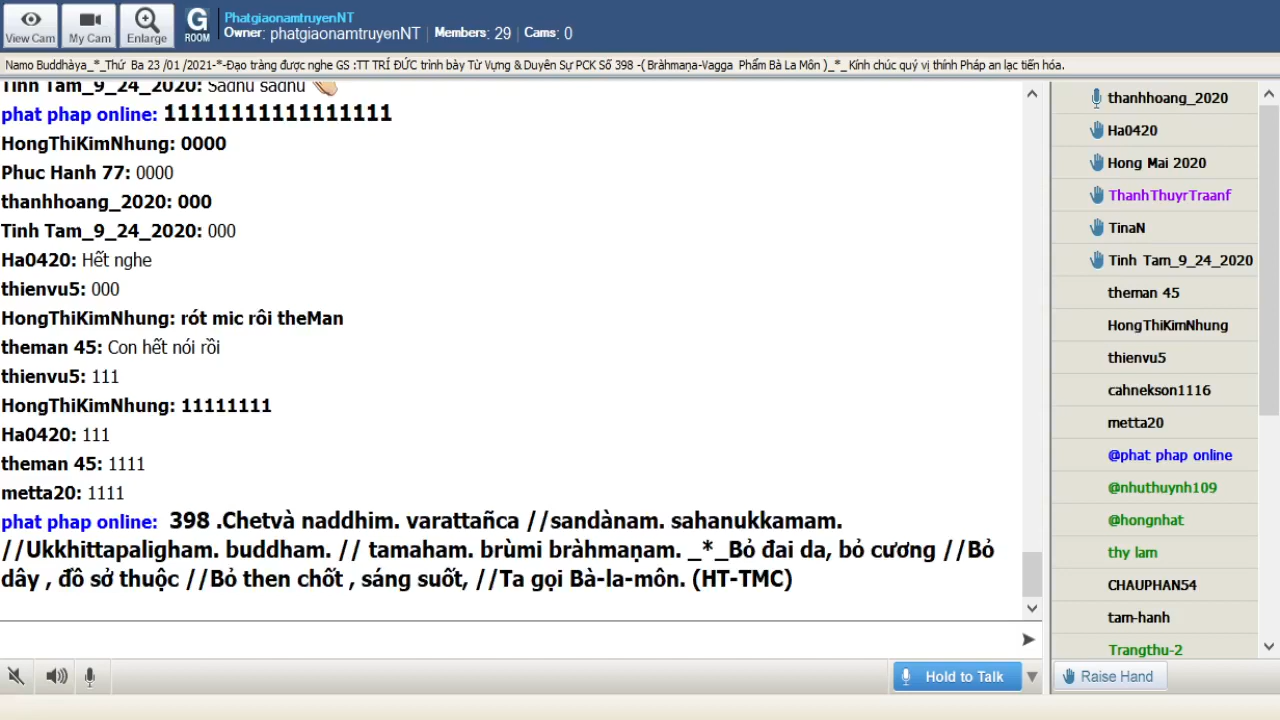 View Cam
My Cam
Enlarge
G
ROOM
PhatgiaonamtruyenNT
Owner: phatgiaonamtruyenNT | Members: 29 | Cams: 0
Namo Buddhàya_*_Thứ Ba 23 /01 /2021-*-Đạo tràng được nghe GS :TT TRÍ ĐỨC trình bày Từ Vựng & Duyên Sự PCK Số 398 -( Bràhmaṇa-Vagga Phẩm Bà La Môn )_*_ Kính chúc quý vị thính Pháp an lạc tiến hóa.
Tinh Tam_9_24_2020: Sadhu sadhu
phat phap online: 11111111111111111
HongThiKimNhung: 0000
Phuc Hanh 77: 0000
thanhhoang_2020: 000
Tinh Tam_9_24_2020: 000
Ha0420: Hết nghe
thienvu5: 000
HongThiKimNhung: rót mic rôi theMan
theman 45: Con hết nói rồi
thienvu5: 111
HongThiKimNhung: 11111111
Ha0420: 111
theman 45: 1111
metta20: 1111
phat phap online: 398 .Chetvà naddhim. varattañca //sandànam. sahanukkamam.
//Ukkhittapaligham. buddham. // tamaham. brùmi bràhmaṇam. _*_Bỏ đai da, bỏ cương //Bỏ
dây , đồ sở thuộc //Bỏ then chốt , sáng suốt, //Ta gọi Bà-la-môn. (HT-TMC)
thanhhoang_2020
Ha0420
Hong Mai 2020
ThanhThuyrTraanf
TinaN
Tinh Tam_9_24_2020
theman 45
HongThiKimNhung
thienvu5
cahnekson1116
metta20
@phat phap online
@nhuthuynh109
@hongnhat
thy lam
CHAUPHAN54
tam-hanh
Trangthu-2
Hold to Talk
Raise Hand